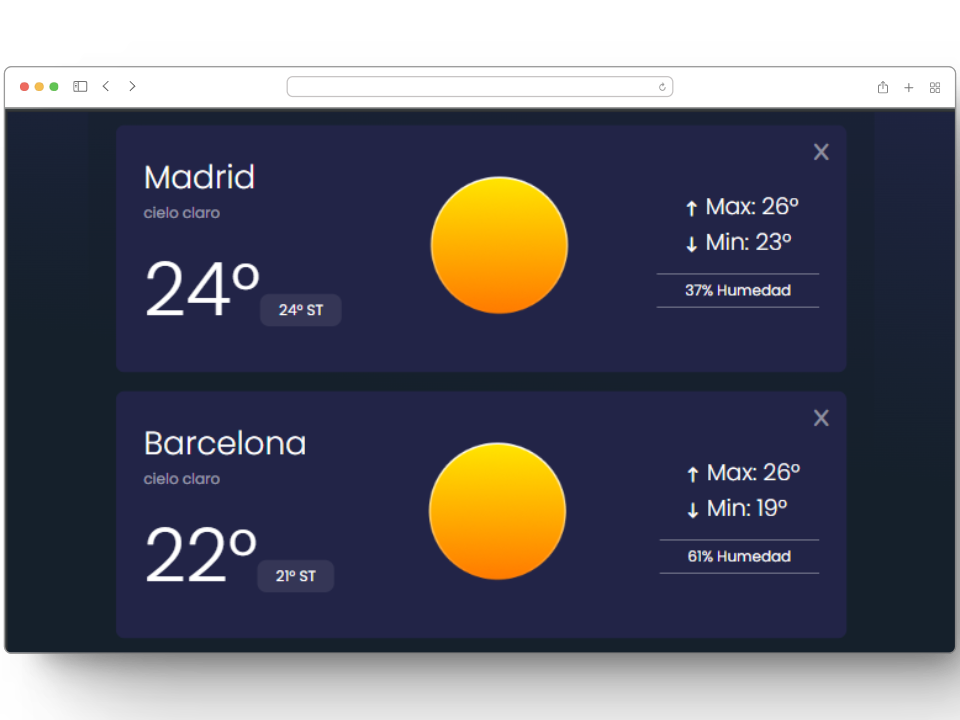 Madrid
cielo claro
24º
24º ST
↑ Max: 26º
↓ Min: 23º
37% Humedad
X
Barcelona
cielo claro
22º
21º ST
↑ Max: 26º
↓ Min: 19º
61% Humedad
X